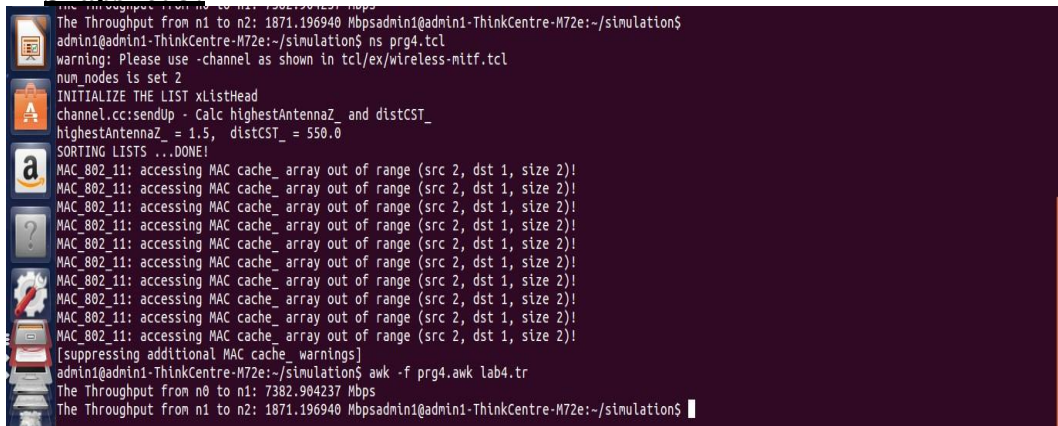 The Throughput from n0 to n1: 7382.904237 Mbps
The Throughput from n1 to n2: 1871.196940 Mbpsadmin1@admin1-ThinkCentre-M72e:~/simulation$
admin1@admin1-ThinkCentre-M72e:~/simulation$ ns prg4.tcl
warning: Please use -channel as shown in tcl/ex/wireless-mitf.tcl
num_nodes is set 2
INITIALIZE THE LIST xListHead
channel.cc:sendUp - Calc highestAntennaZ_ and distCST_
highestAntennaZ_ = 1.5,  distCST_ = 550.0
SORTING LISTS ...DONE!
MAC_802_11: accessing MAC cache_ array out of range (src 2, dst 1, size 2)!
MAC_802_11: accessing MAC cache_ array out of range (src 2, dst 1, size 2)!
MAC_802_11: accessing MAC cache_ array out of range (src 2, dst 1, size 2)!
MAC_802_11: accessing MAC cache_ array out of range (src 2, dst 1, size 2)!
MAC_802_11: accessing MAC cache_ array out of range (src 2, dst 1, size 2)!
MAC_802_11: accessing MAC cache_ array out of range (src 2, dst 1, size 2)!
MAC_802_11: accessing MAC cache_ array out of range (src 2, dst 1, size 2)!
MAC_802_11: accessing MAC cache_ array out of range (src 2, dst 1, size 2)!
MAC_802_11: accessing MAC cache_ array out of range (src 2, dst 1, size 2)!
MAC_802_11: accessing MAC cache_ array out of range (src 2, dst 1, size 2)!
[suppressing additional MAC cache_ warnings]
admin1@admin1-ThinkCentre-M72e:~/simulation$ awk -f prg4.awk lab4.tr
The Throughput from n0 to n1: 7382.904237 Mbps
The Throughput from n1 to n2: 1871.196940 Mbpsadmin1@admin1-ThinkCentre-M72e:~/simulation$